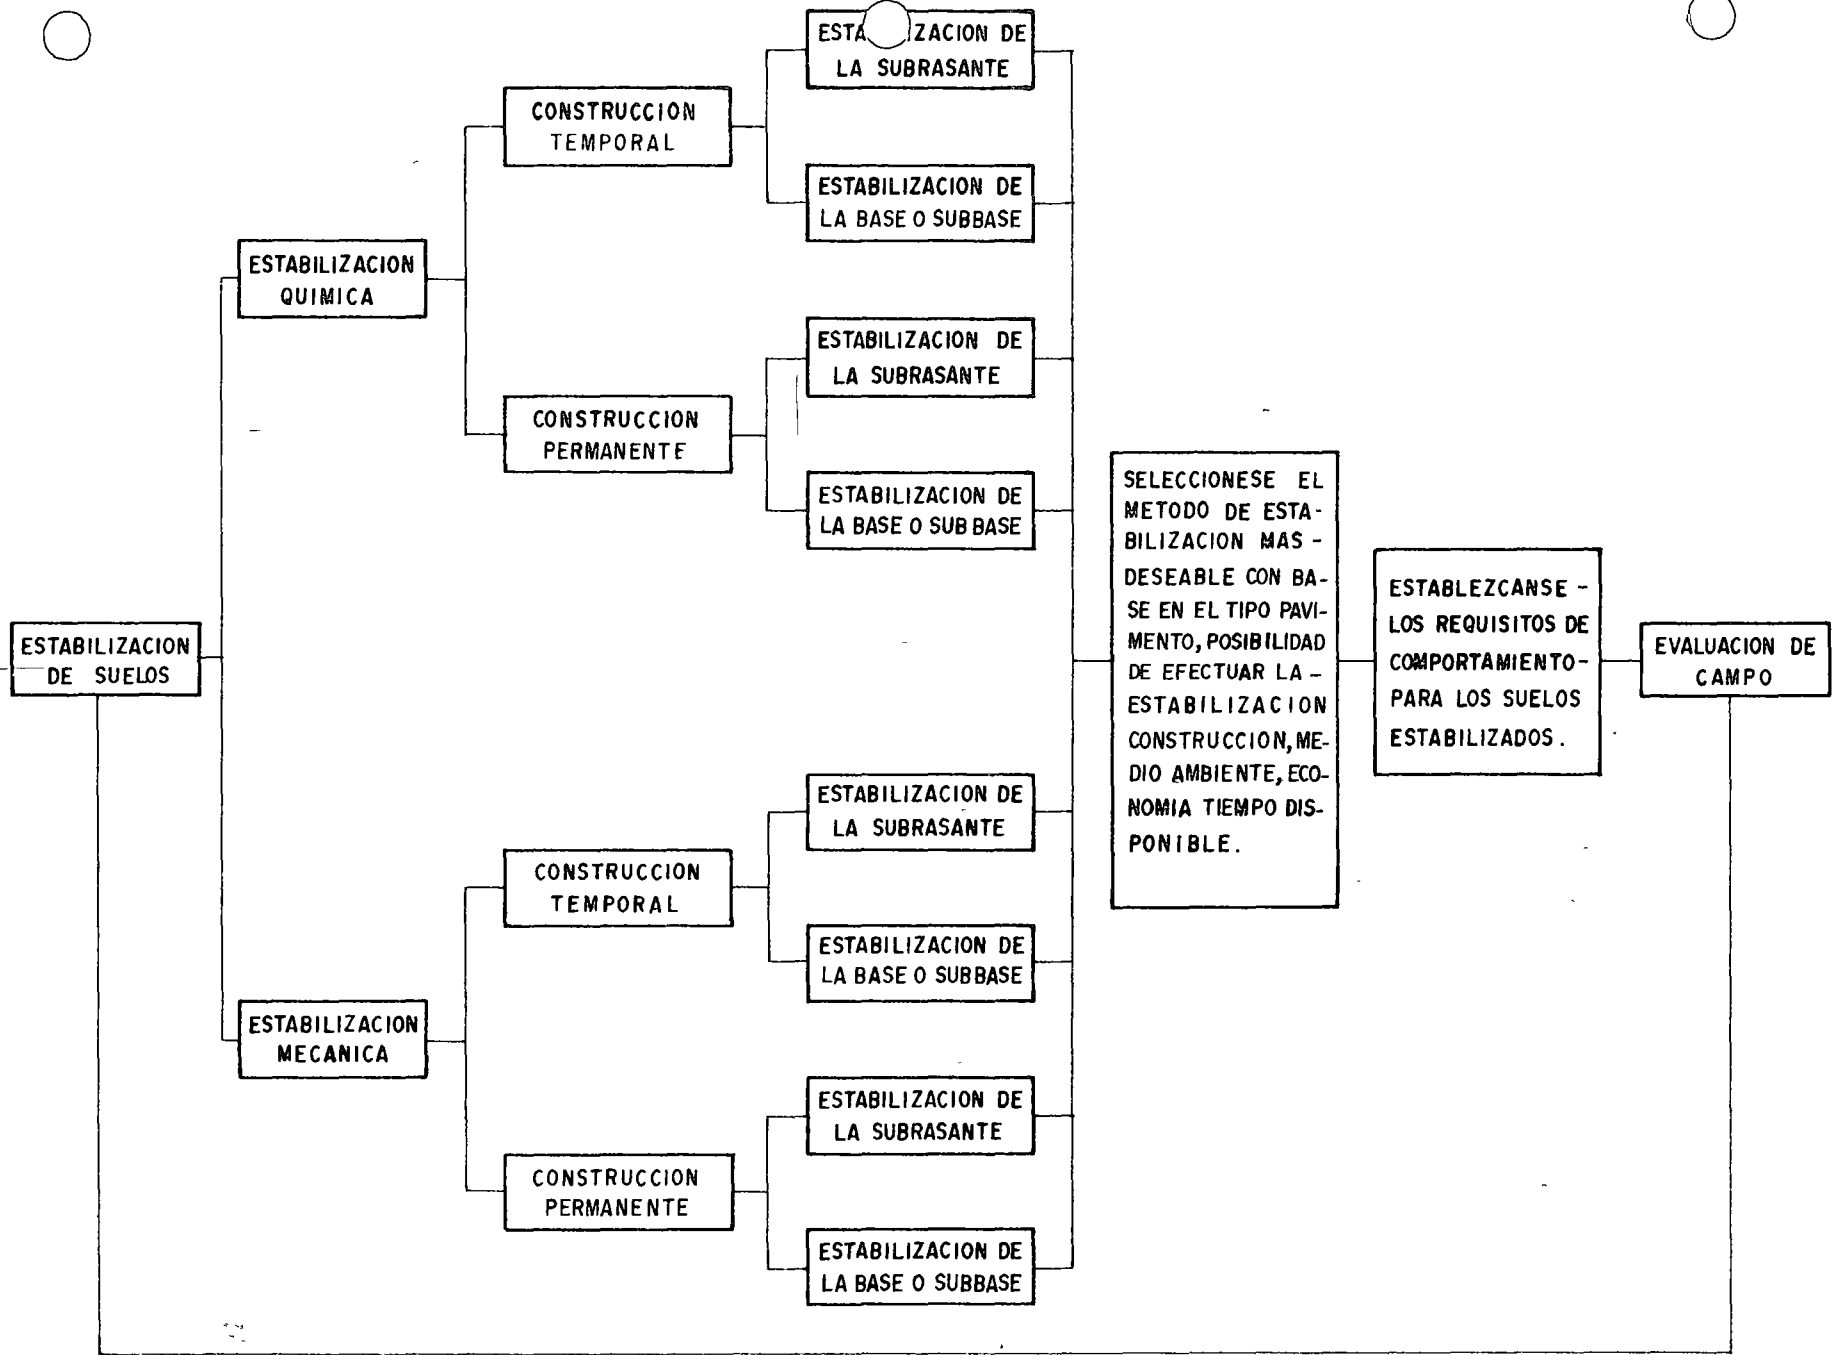 ESTABILIZACION
DE SUELOS
ESTABILIZACION
QUIMICA
CONSTRUCCION
TEMPORAL
ZACION DE
LA SUBRASANTE
ESTABILIZACION DE
LA BASE O SUBBASE
CONSTRUCCION
PERMANENTE
ESTABILIZACION DE
LA SUBRASANTE
ESTABILIZACION DE
LA BASE O SUBBASE
ESTABILIZACION
MECANICA
CONSTRUCCION
TEMPORAL
ESTABILIZACION DE
LA SUBRASANTE
ESTABILIZACION DE
LA BASE O SUBBASE
CONSTRUCCION
PERMANENTE
ESTABILIZACION DE
LA SUBRASANTE
ESTABILIZACION DE
LA BASE O SUBBASE
SELECCIONESE EL
METODO DE ESTA-
BILIZACION MAS -
DESEABLE CON BA-
SE EN EL TIPO PAVI-
MENTO, POSIBILIDAD
DE EFECTUAR LA -
ESTABILIZACION
CONSTRUCCION, ME-
DIO AMBIENTE, ECO-
NOMIA TIEMPO DIS-
PONIBLE.
ESTABLEZCANSE -
LOS REQUISITOS DE
COMPORTAMIENTO-
PARA LOS SUELOS
ESTABILIZADOS.
EVALUACION DE
CAMPO